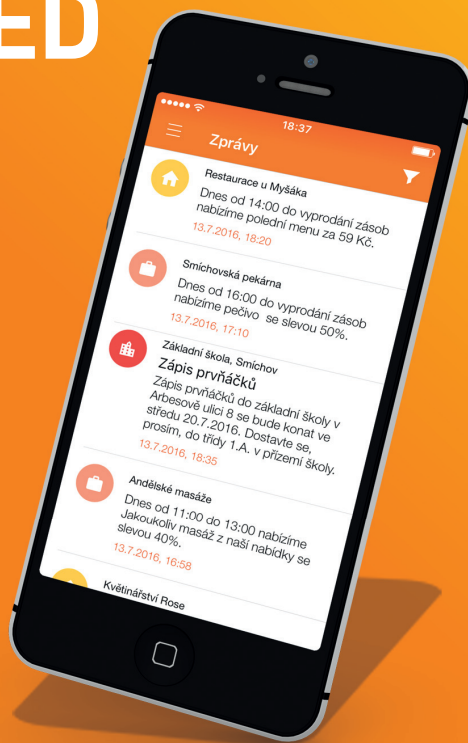 ED
18:37
Zprávy
Restaurace u Myšáka
Dnes od 14:00 do vyprodání zásob
nabízíme polední menu za 59 Kč.
13.7.2016, 18:20
Smíchovská pekárna
Dnes od 16:00 do vyprodání zásob
nabízíme pečivo se slevou 50%.
13.7.2016, 17:10
Základní škola, Smíchov
Zápis prvňáčků
Zápis prvňáčků do základní školy v
Arbesově ulici 8 se bude konat ve
středu 20.7.2016. Dostavte se,
prosím, do třídy 1.A. v přízemí školy.
13.7.2016, 18:35
Andělské masáže
Dnes od 11:00 do 13:00 nabízíme
Jakoukoliv masáž z naší nabídky se
slevou 40%.
13.7.2016, 16:58
Květinářství Rose